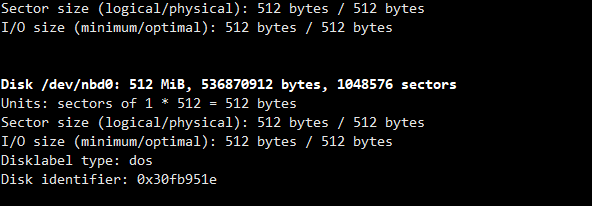 Sector size (logical/physical): 512 bytes / 512 bytes
I/O size (minimum/optimal): 512 bytes / 512 bytes
Disk /dev/nbd0: 512 MiB, 536870912 bytes, 1048576 sectors
Units: sectors of 1 * 512 = 512 bytes
Sector size (logical/physical): 512 bytes / 512 bytes
I/O size (minimum/optimal): 512 bytes / 512 bytes
Disklabel type: dos
Disk identifier: 0x30fb951e